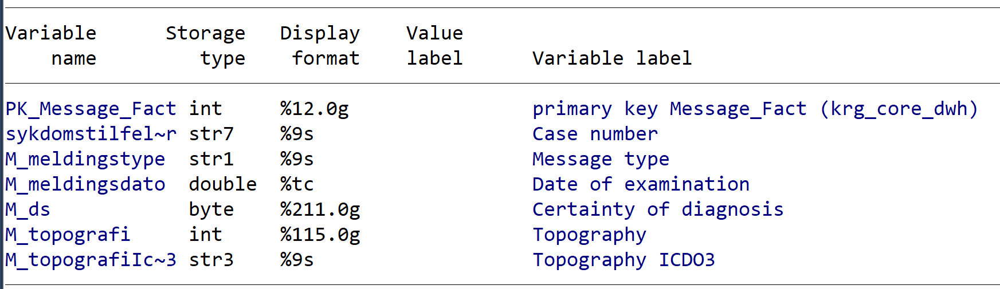 Variable Storage Display Value
name type format label Variable label
PK_Message_Fact int %12.0g primary key Message_Fact (krg_core_dwh)
sykdomstilfel~r str7 %9s Case number
M_meldingstype str1 %9s Message type
M_meldingsdato double %tc Date of examination
M_ds byte %211.0g Certainty of diagnosis
M_topografi int %115.0g Topography
M_topografiIc~3 str3 %9s Topography ICDO3